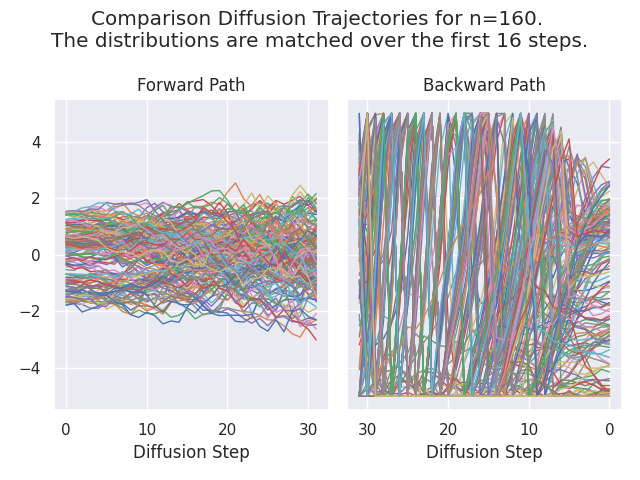 Comparison Diffusion Trajectories for n=160.
The distributions are matched over the first 16 steps.
Forward Path
Backward Path
4
2
0
−2
−4
0 10 20 30
30 20 10 0
Diffusion Step
Diffusion Step